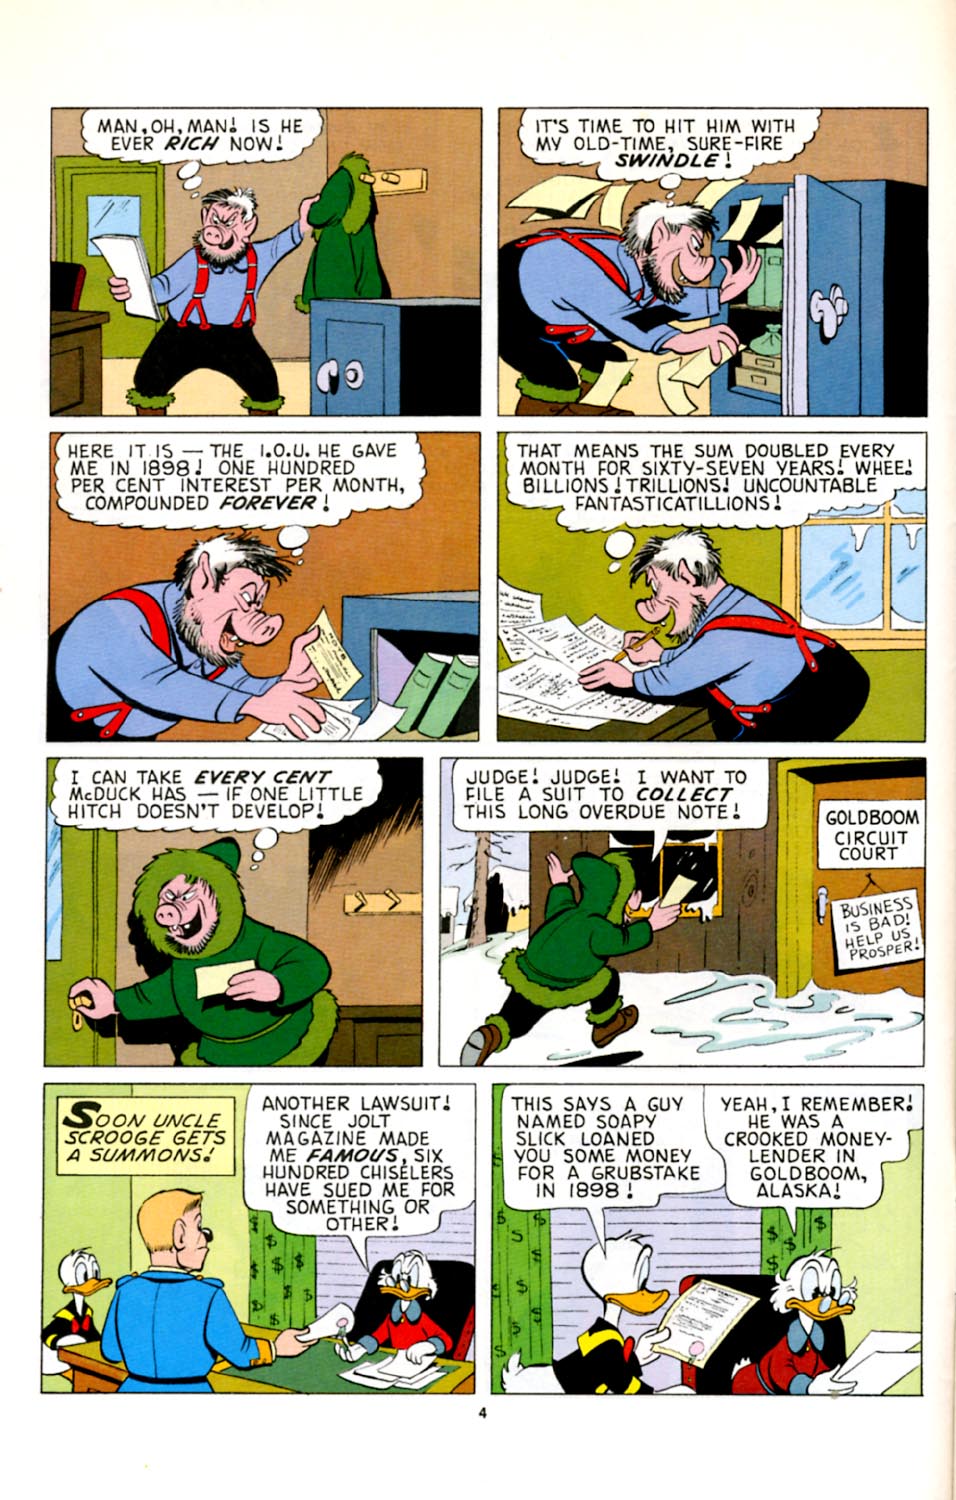 MAN, OH, MAN! IS HE
EVER RICH NOW!
IT'S TIME TO HIT HIM WITH
MY OLD-TIME, SURE-FIRE
SWINDLE!
HERE IT IS — THE I.O.U. HE GAVE
ME IN 1898! ONE HUNDRED
PER CENT INTEREST PER MONTH,
COMPOUNDED FOREVER!
THAT MEANS THE SUM DOUBLED EVERY
MONTH FOR SIXTY-SEVEN YEARS! WHEE!
BILLIONS! TRILLIONS! UNCOUNTABLE
FANTASTICATILLIONS!
I CAN TAKE EVERY CENT
McDUCK HAS — IF ONE LITTLE
HITCH DOESN'T DEVELOP!
JUDGE! JUDGE! I WANT TO
FILE A SUIT TO COLLECT
THIS LONG OVERDUE NOTE!
GOLDBOOM
CIRCUIT
COURT
BUSINESS
IS BAD!
HELP US
PROSPER!
SOON UNCLE
SCROOGE GETS
A SUMMONS!
ANOTHER LAWSUIT!
SINCE JOLT
MAGAZINE MADE
ME FAMOUS, SIX
HUNDRED CHISELERS
HAVE SUED ME FOR
SOMETHING OR
OTHER!
THIS SAYS A GUY
NAMED SOAPY
SLICK LOANED
YOU SOME MONEY
FOR A GRUBSTAKE
IN 1898!
YEAH, I REMEMBER!
HE WAS A
CROOKED MONEY-
LENDER IN
GOLDBOOM,
ALASKA!
4